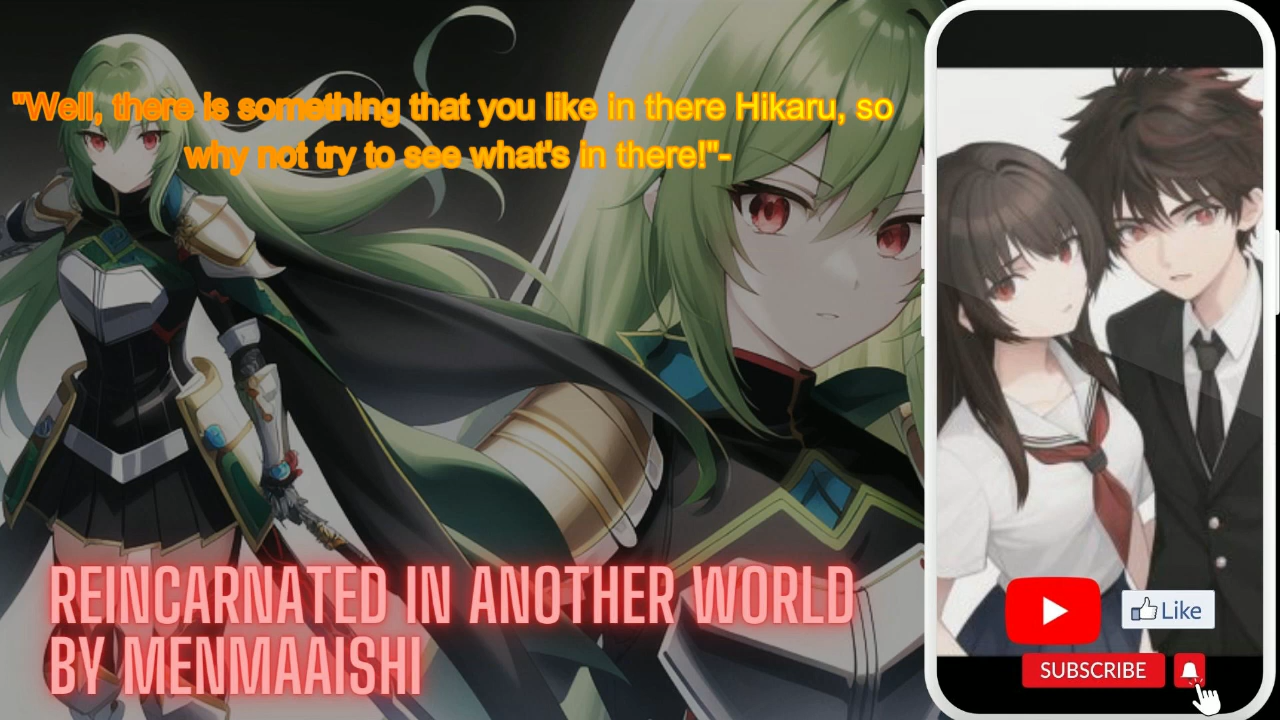 "Well, there is something that you like in there Hikaru, so
why not try to see what's in there!"-
REINCARNATED IN ANOTHER WORLD
BY MENMAAISHI
Like
SUBSCRIBE